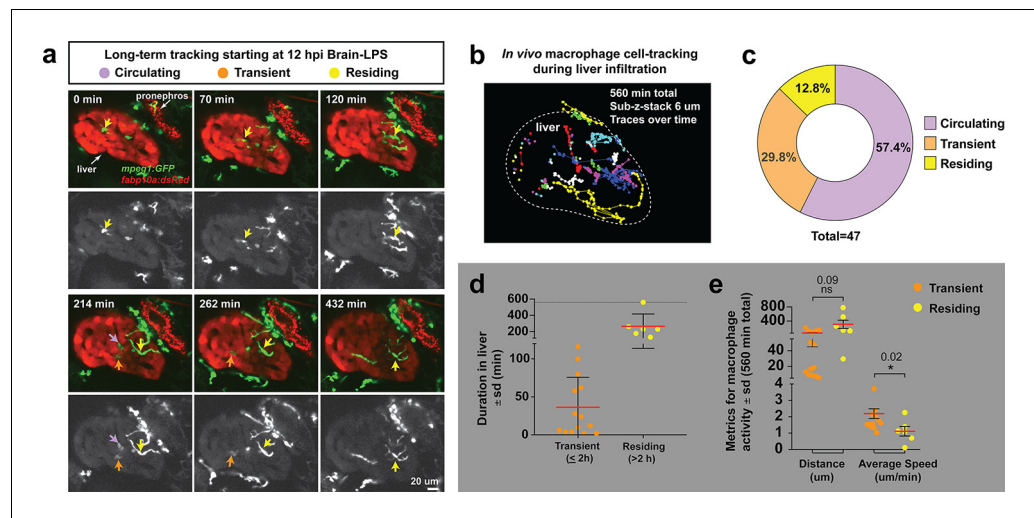 a
Long-term tracking starting at 12 hpi Brain-LPS
Circulating Transient Residing
0 min
pronephros
liver
mpeg1:GFP
fabp10a:dsRed
70 min
120 min
214 min
262 min
432 min
20 um
b
In vivo macrophage cell-tracking
during liver infiltration
560 min total
Sub-z-stack 6 um
Traces over time
liver
c
12.8%
29.8%
57.4%
Circulating
Transient
Residing
Total=47
d
Duration in liver
± sd (min)
600
400
200
100
50
0
Transient
(≤ 2h)
Residing
(>2 h)
e
Metrics for macrophage
activity ± sd (560 min total)
800
400
40
20
4
3
2
1
0
0.09
ns
0.02
*
Transient
Residing
Distance
(um)
Average Speed
(um/min)